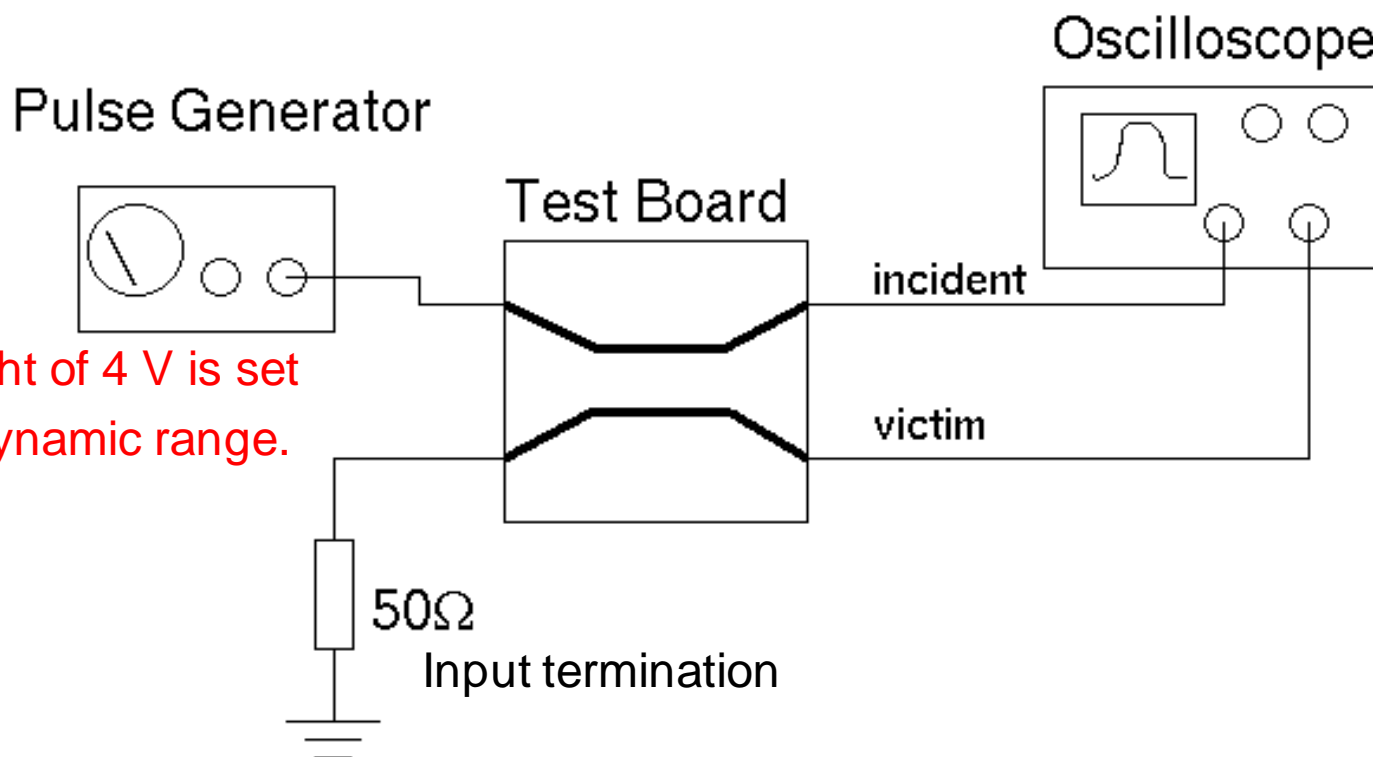 Oscilloscope
Pulse Generator
Test Board
incident
ht of 4 V is set
ynamic range.
victim
50Ω
Input termination